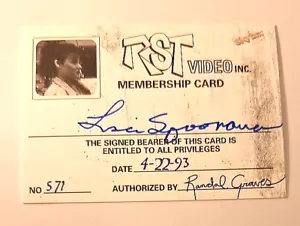 RST VIDEO INC.
MEMBERSHIP CARD
Lisa Spoonauer
THE SIGNED BEARER OF THIS CARD IS
ENTITLED TO ALL PRIVILEGES
DATE 4-22-93
NO 571 AUTHORIZED BY Randal Graves